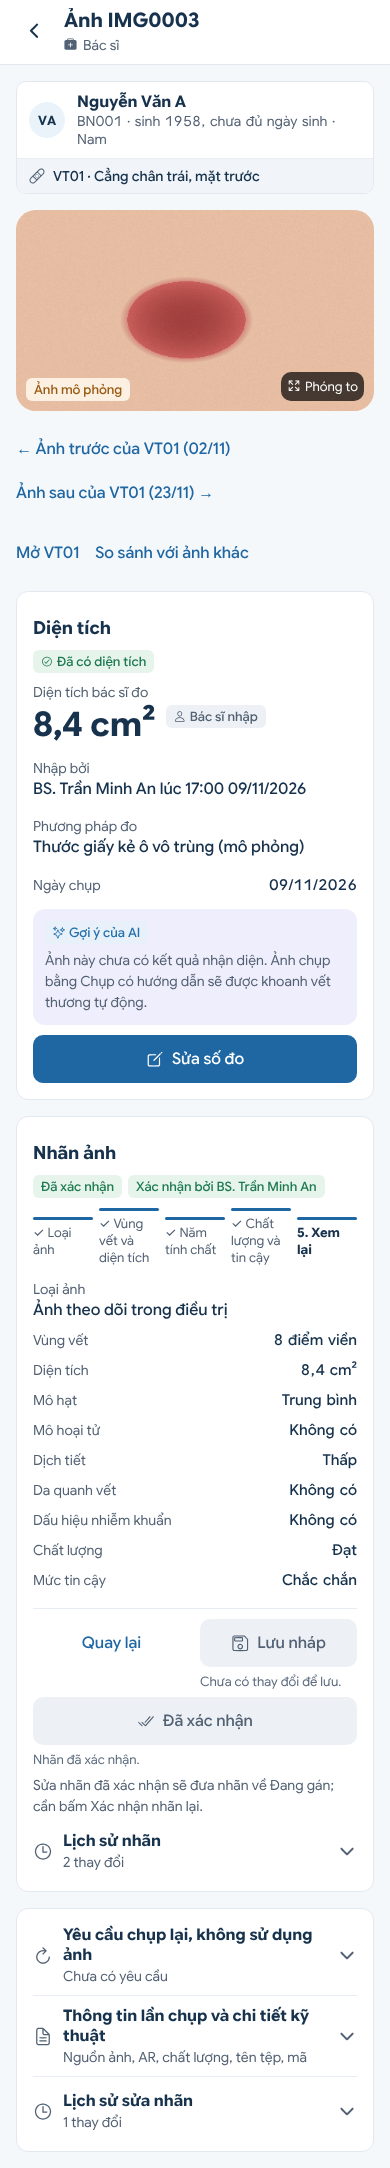 Ảnh IMG0003
Bác sĩ
VA
Nguyễn Văn A
BN001 · sinh 1958, chưa đủ ngày sinh ·
Nam
VT01 · Cẳng chân trái, mặt trước
Ảnh mô phỏng
Phóng to
← Ảnh trước của VT01 (02/11)
Ảnh sau của VT01 (23/11) →
Mở VT01 So sánh với ảnh khác
Diện tích
Đã có diện tích
Diện tích bác sĩ đo
8,4 cm²
Bác sĩ nhập
Nhập bởi
BS. Trần Minh An lúc 17:00 09/11/2026
Phương pháp đo
Thước giấy kẻ ô vô trùng (mô phỏng)
Ngày chụp 09/11/2026
Gợi ý của AI
Ảnh này chưa có kết quả nhận diện. Ảnh chụp
bằng Chụp có hướng dẫn sẽ được khoanh vết
thương tự động.
Sửa số đo
Nhãn ảnh
Đã xác nhận
Xác nhận bởi BS. Trần Minh An
✓ Loại
ảnh
✓ Vùng
vết và
diện tích
✓ Năm
tính chất
✓ Chất
lượng và
tin cậy
5. Xem
lại
Loại ảnh
Ảnh theo dõi trong điều trị
Vùng vết 8 điểm viền
Diện tích 8,4 cm²
Mô hạt Trung bình
Mô hoại tử Không có
Dịch tiết Thấp
Da quanh vết Không có
Dấu hiệu nhiễm khuẩn Không có
Chất lượng Đạt
Mức tin cậy Chắc chắn
Quay lại
Lưu nháp
Chưa có thay đổi để lưu.
Đã xác nhận
Nhãn đã xác nhận.
Sửa nhãn đã xác nhận sẽ đưa nhãn về Đang gán;
cần bấm Xác nhận nhãn lại.
Lịch sử nhãn
2 thay đổi
Yêu cầu chụp lại, không sử dụng
ảnh
Chưa có yêu cầu
Thông tin lần chụp và chi tiết kỹ
thuật
Nguồn ảnh, AR, chất lượng, tên tệp, mã
Lịch sử sửa nhãn
1 thay đổi